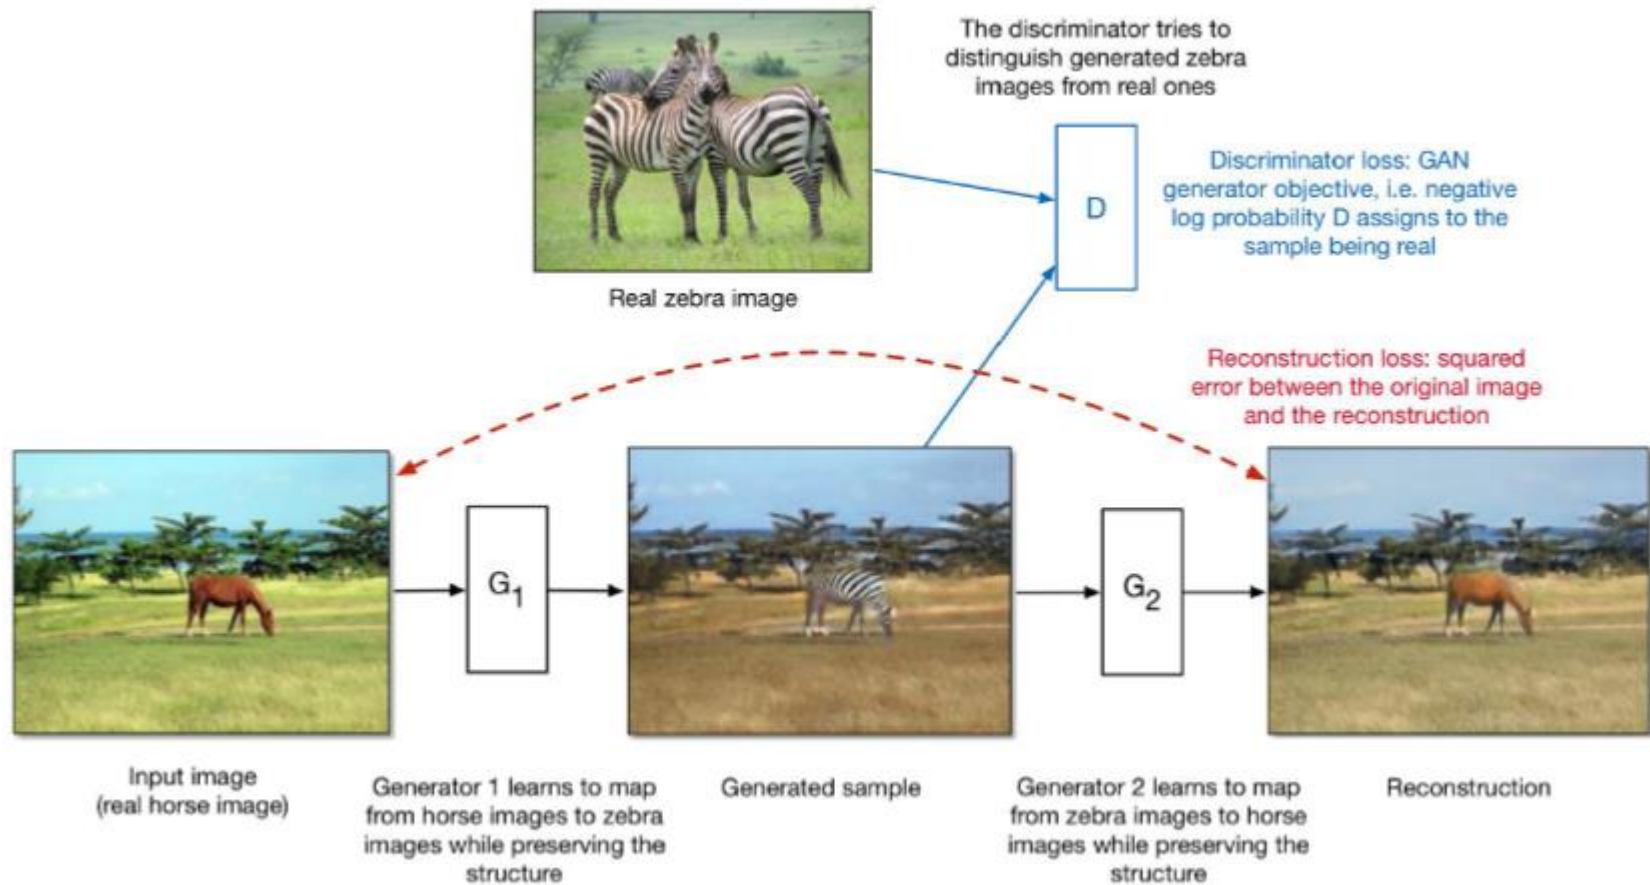 The discriminator tries to
distinguish generated zebra
images from real ones
D
Discriminator loss: GAN
generator objective, i.e. negative
log probability D assigns to the
sample being real
Real zebra image
Reconstruction loss: squared
error between the original image
and the reconstruction
G1
G2
Input image
(real horse image)
Generator 1 learns to map
from horse images to zebra
images while preserving the
structure
Generated sample
Generator 2 learns to map
from zebra images to horse
images while preserving the
structure
Reconstruction